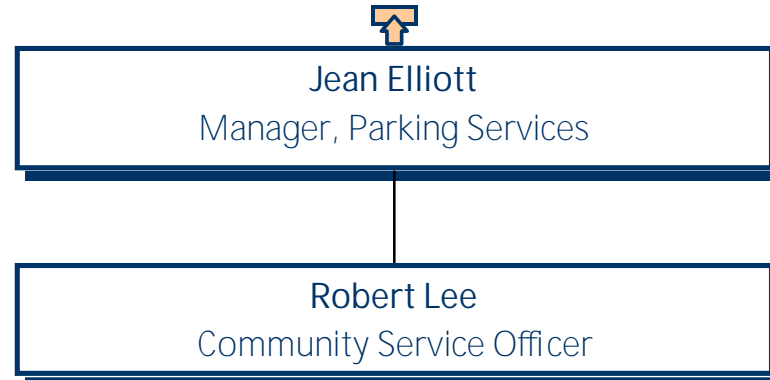 Jean Elliott
Manager, Parking Services
Robert Lee
Community Service Officer